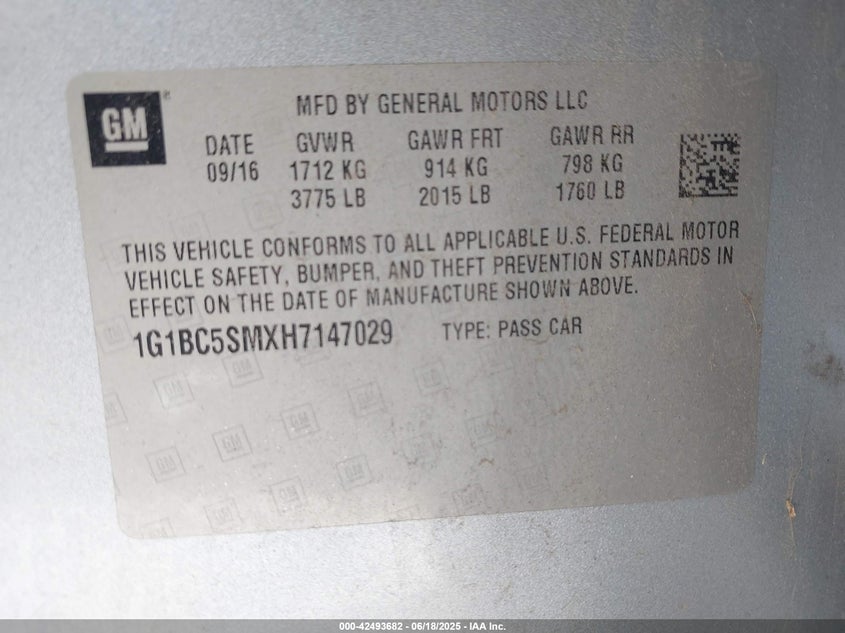 GM
MFD BY GENERAL MOTORS LLC
DATE GVWR GAWR FRT GAWR RR
09/16 1712 KG 914 KG 798 KG
3775 LB 2015 LB 1760 LB
THIS VEHICLE CONFORMS TO ALL APPLICABLE U.S. FEDERAL MOTOR
VEHICLE SAFETY, BUMPER, AND THEFT PREVENTION STANDARDS IN
EFFECT ON THE DATE OF MANUFACTURE SHOWN ABOVE.
1G1BC5SMXH7147029 TYPE: PASS CAR
000-42493682 - 06/18/2025 - IAA Inc.